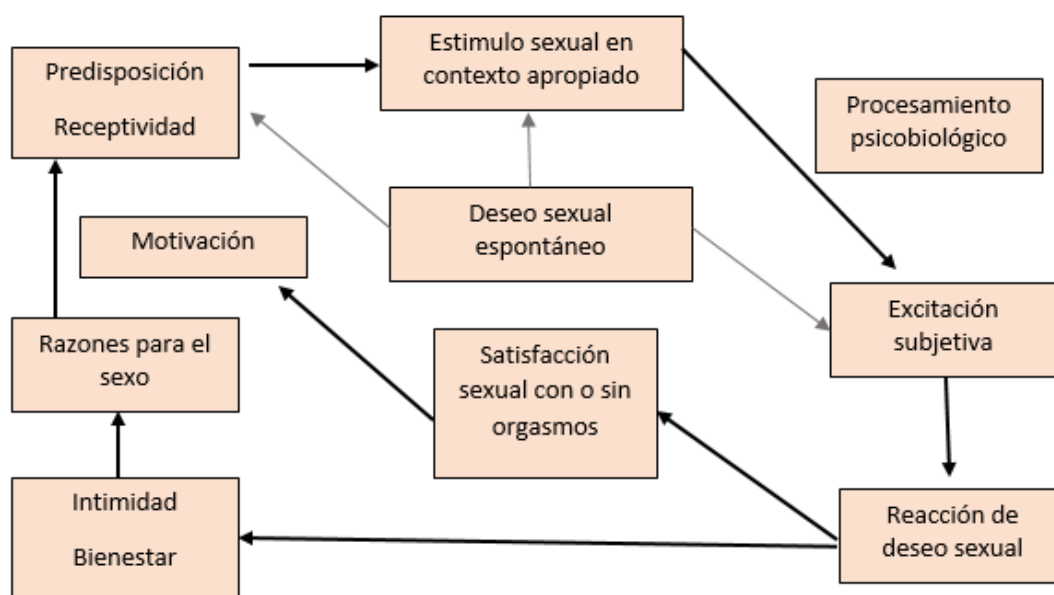 Predisposición
Receptividad
Estimulo sexual en
contexto apropiado
Procesamiento
psicobiológico
Deseo sexual
espontáneo
Motivación
Excitación
subjetiva
Razones para el
sexo
Satisfacción
sexual con o sin
orgasmos
Intimidad
Bienestar
Reacción de
deseo sexual